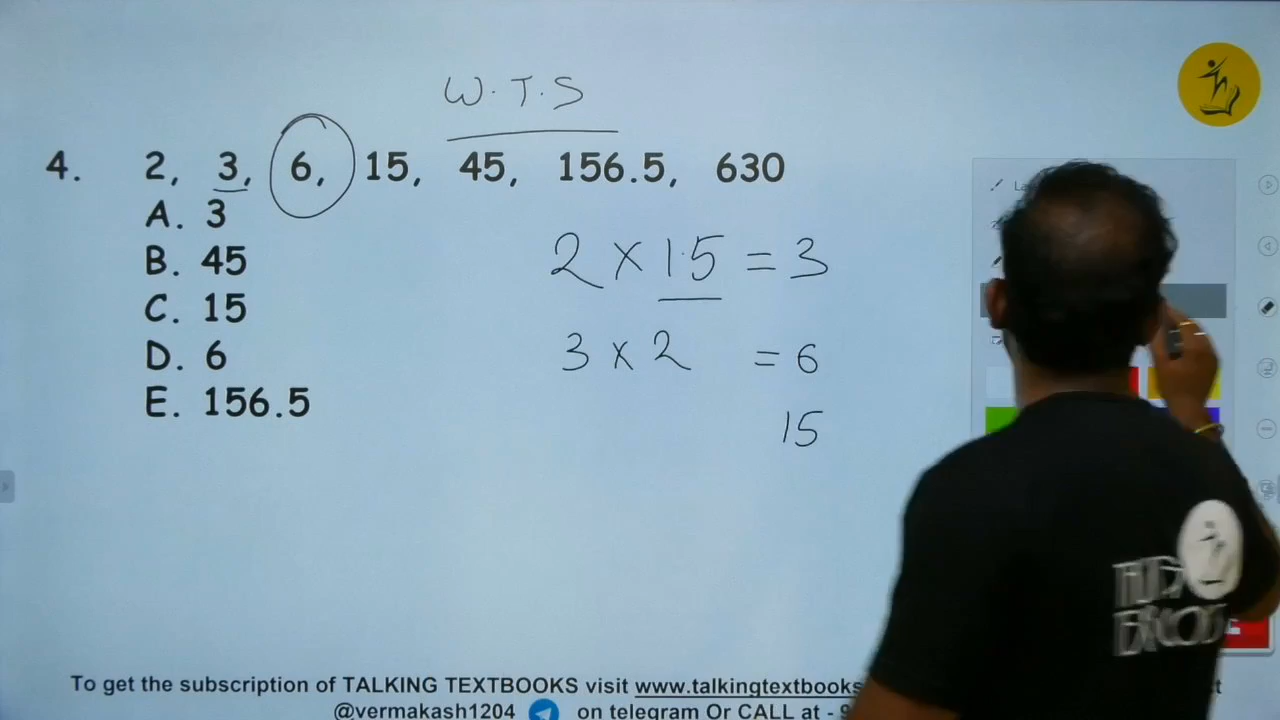 W.T.S
4. 2, 3, 6, 15, 45, 156.5, 630
A. 3
B. 45
C. 15
D. 6
E. 156.5
2 × 1.5 = 3
3 × 2 = 6
15
To get the subscription of TALKING TEXTBOOKS visit www.talkingtextbooks
@vermakash1204 on telegram Or CALL at - 9